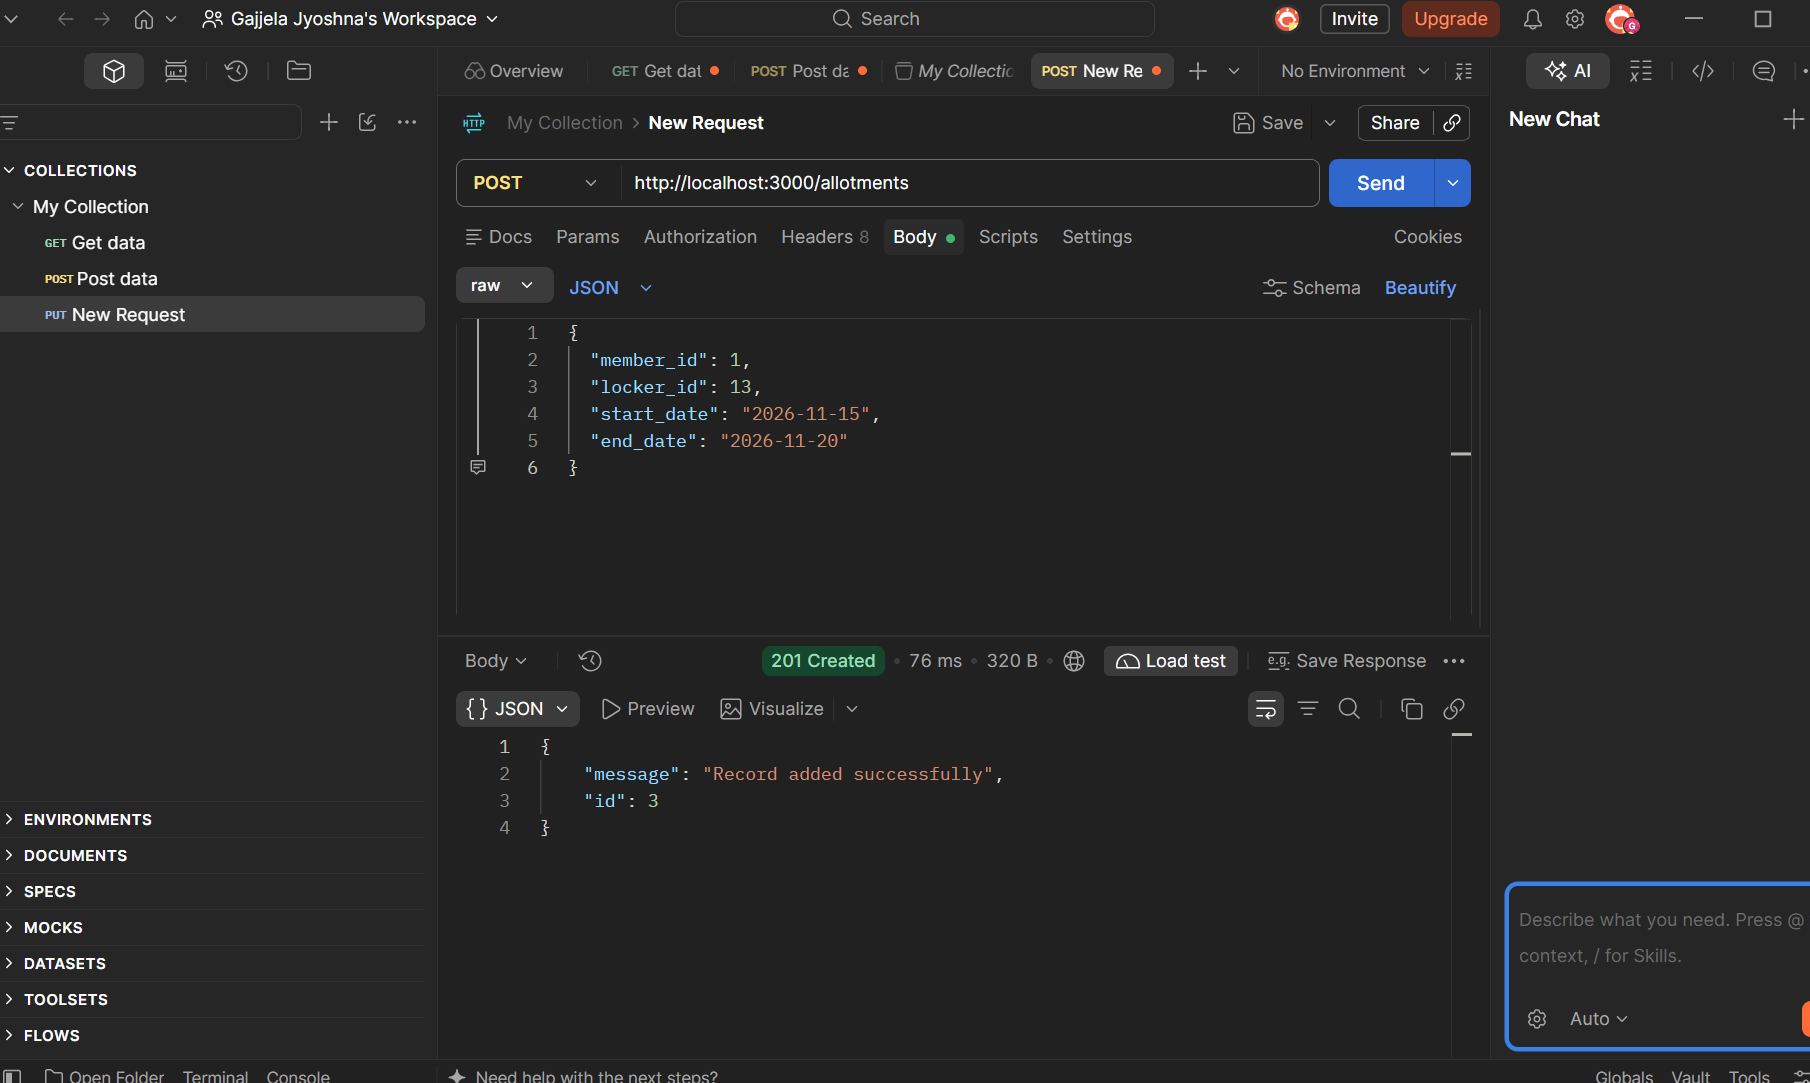 Gajjela Jyoshna's Workspace
Search
Invite
Upgrade
G
Overview
GET Get dat
POST Post da
My Collectio
POST New Re
No Environment
AI
My Collection > New Request
Save
Share
New Chat
COLLECTIONS
My Collection
GET Get data
POST Post data
PUT New Request
HTTP
POST
http://localhost:3000/allotments
Send
Docs
Params
Authorization
Headers 8
Body
Scripts
Settings
Cookies
raw
JSON
Schema
Beautify
1 {
2 "member_id": 1,
3 "locker_id": 13,
4 "start_date": "2026-11-15",
5 "end_date": "2026-11-20"
6 }
Body
201 Created
76 ms
320 B
Load test
e.g. Save Response
{} JSON
Preview
Visualize
1 {
2 "message": "Record added successfully",
3 "id": 3
4 }
ENVIRONMENTS
DOCUMENTS
SPECS
MOCKS
DATASETS
TOOLSETS
FLOWS
Describe what you need. Press @
context, / for Skills.
Auto
Open Folder
Terminal
Console
Need help with the next steps?
Globals
Vault
Tools